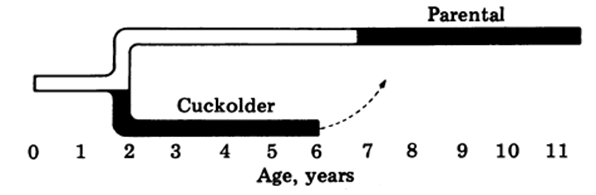 Parental
Cuckolder
0 1 2 3 4 5 6 7 8 9 10 11
Age, years